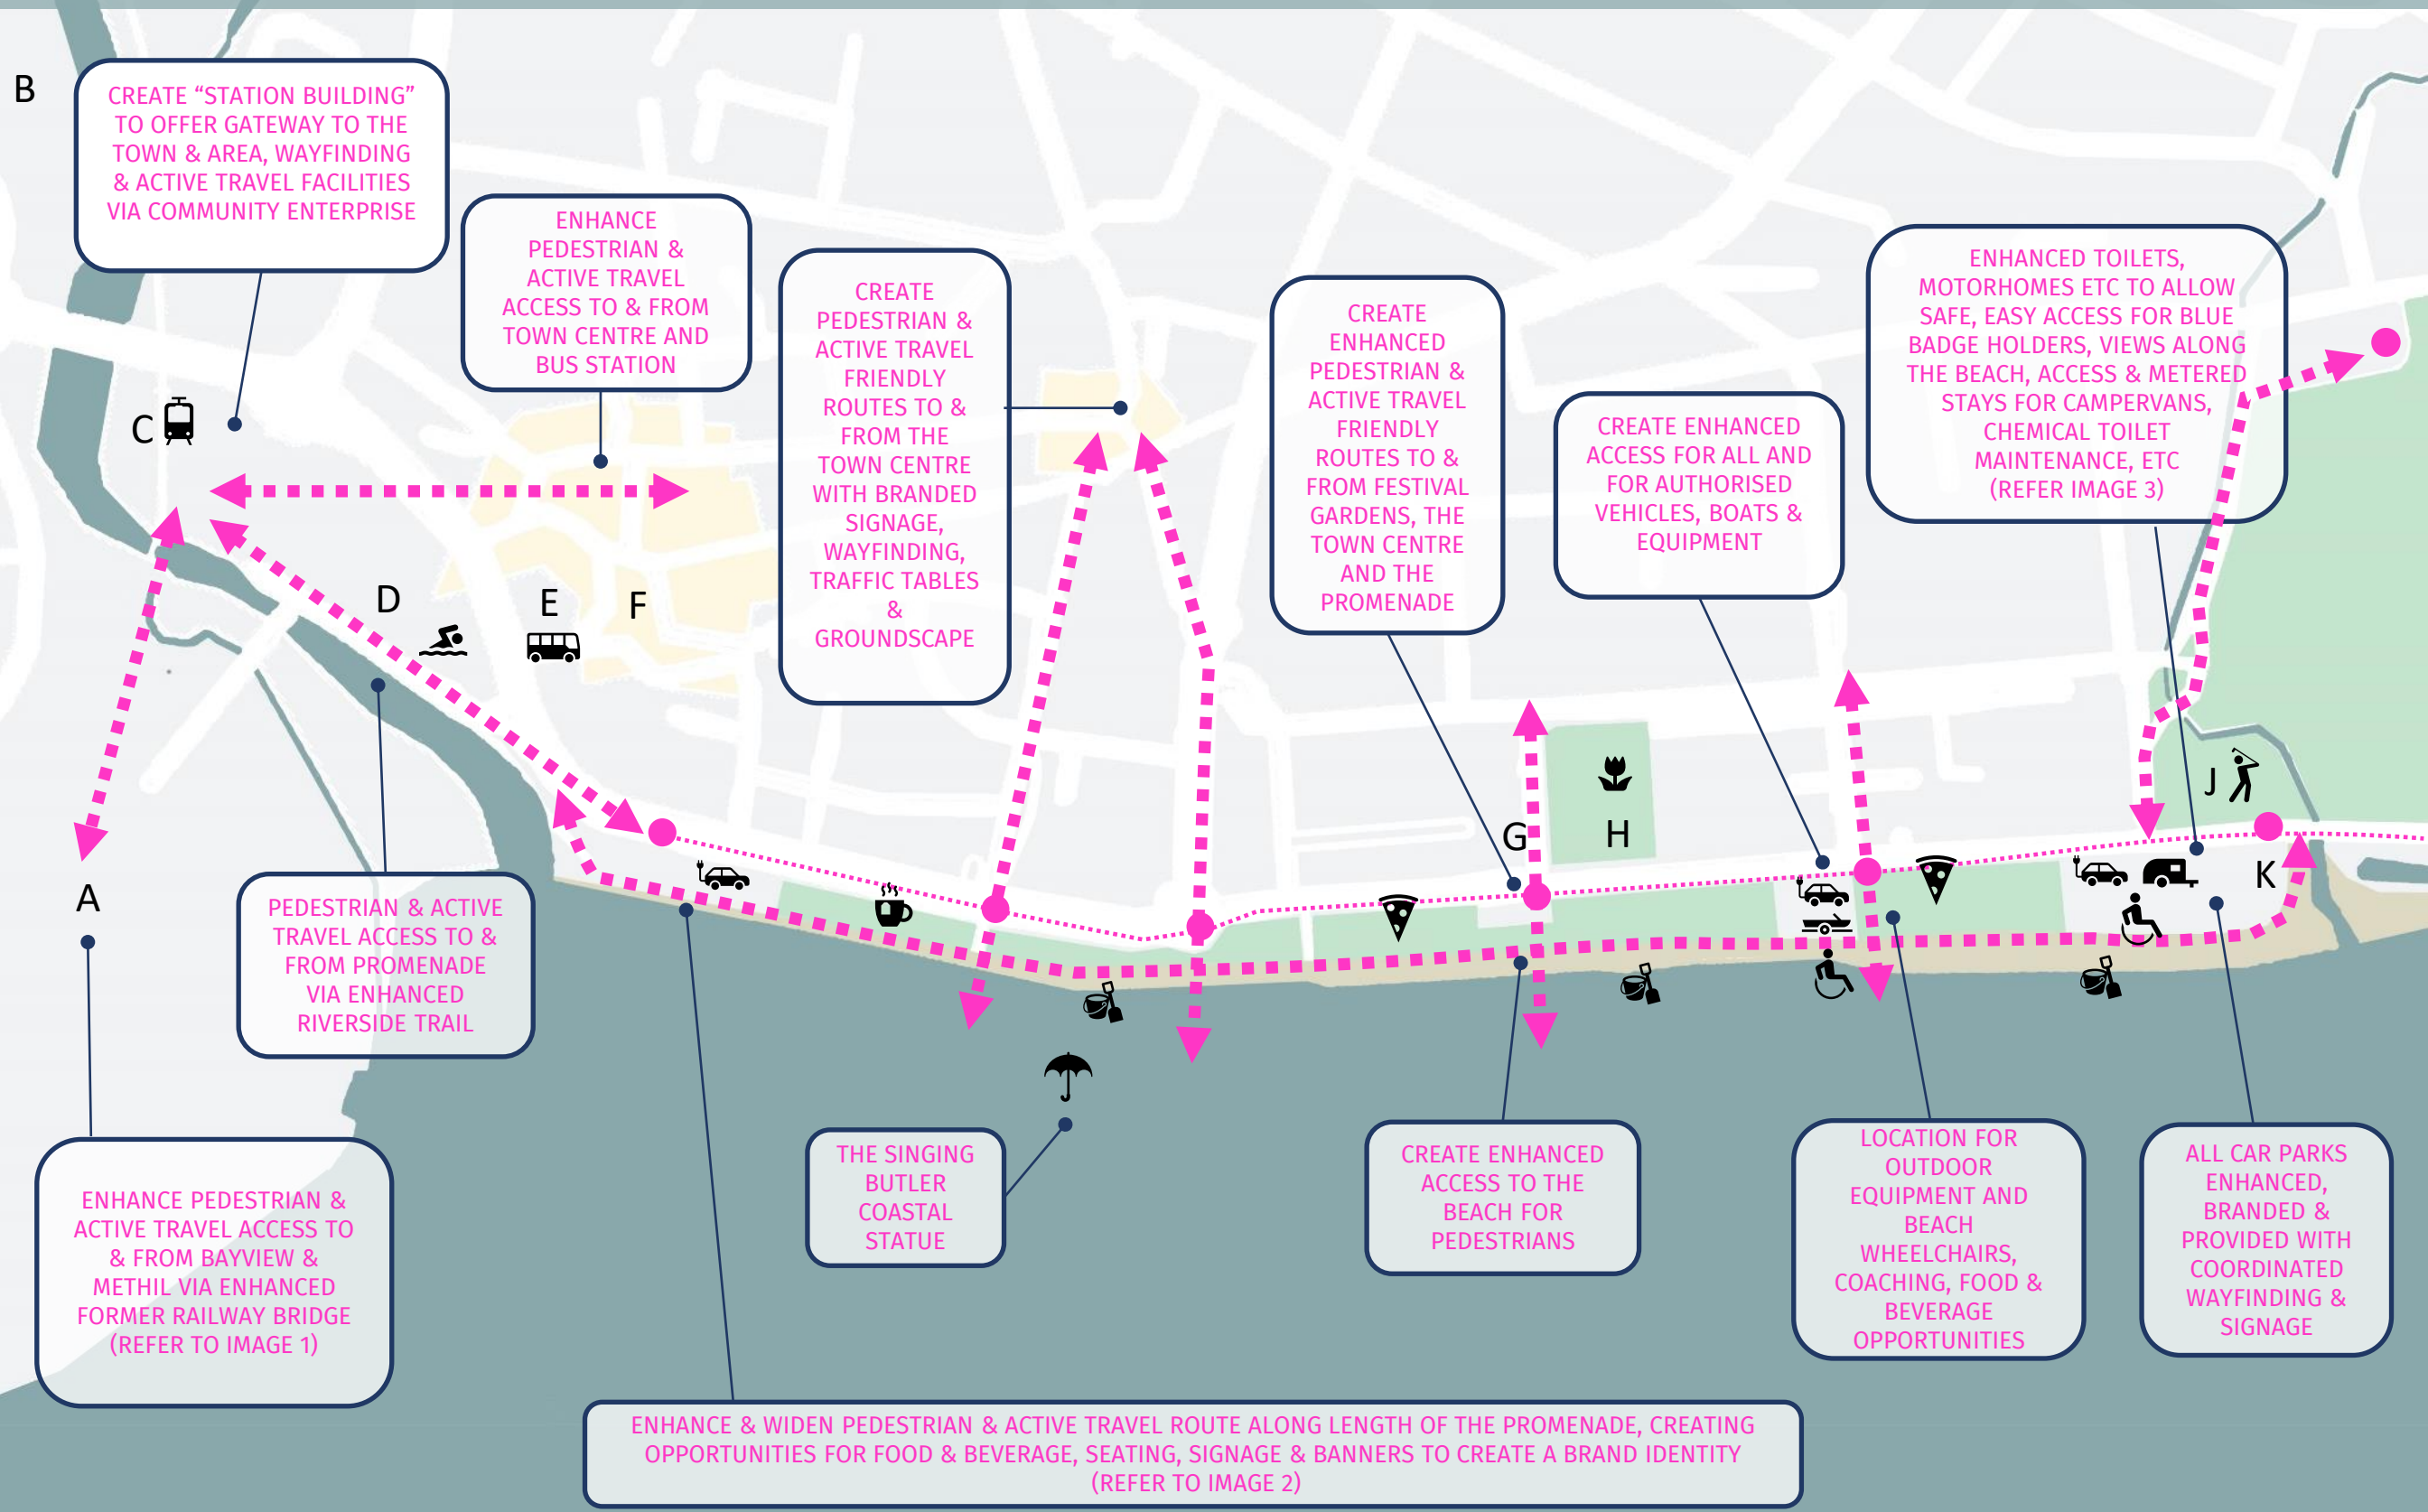 B
CREATE “STATION BUILDING”
TO OFFER GATEWAY TO THE
TOWN & AREA, WAYFINDING
& ACTIVE TRAVEL FACILITIES
VIA COMMUNITY ENTERPRISE
ENHANCE
PEDESTRIAN &
ACTIVE TRAVEL
ACCESS TO & FROM
TOWN CENTRE AND
BUS STATION
CREATE
PEDESTRIAN &
ACTIVE TRAVEL
FRIENDLY
ROUTES TO &
FROM THE
TOWN CENTRE
WITH BRANDED
SIGNAGE,
WAYFINDING,
TRAFFIC TABLES
&
GROUNDSCAPE
CREATE
ENHANCED
PEDESTRIAN &
ACTIVE TRAVEL
FRIENDLY
ROUTES TO &
FROM FESTIVAL
GARDENS, THE
TOWN CENTRE
AND THE
PROMENADE
CREATE ENHANCED
ACCESS FOR ALL AND
FOR AUTHORISED
VEHICLES, BOATS &
EQUIPMENT
ENHANCED TOILETS,
MOTORHOMES ETC TO ALLOW
SAFE, EASY ACCESS FOR BLUE
BADGE HOLDERS, VIEWS ALONG
THE BEACH, ACCESS & METERED
STAYS FOR CAMPERVANS,
CHEMICAL TOILET
MAINTENANCE, ETC
(REFER IMAGE 3)
C
D
E
F
G
H
J
K
A
PEDESTRIAN & ACTIVE
TRAVEL ACCESS TO &
FROM PROMENADE
VIA ENHANCED
RIVERSIDE TRAIL
ENHANCE PEDESTRIAN &
ACTIVE TRAVEL ACCESS TO
& FROM BAYVIEW &
METHIL VIA ENHANCED
FORMER RAILWAY BRIDGE
(REFER TO IMAGE 1)
THE SINGING
BUTLER
COASTAL
STATUE
CREATE ENHANCED
ACCESS TO THE
BEACH FOR
PEDESTRIANS
LOCATION FOR
OUTDOOR
EQUIPMENT AND
BEACH
WHEELCHAIRS,
COACHING, FOOD &
BEVERAGE
OPPORTUNITIES
ALL CAR PARKS
ENHANCED,
BRANDED &
PROVIDED WITH
COORDINATED
WAYFINDING &
SIGNAGE
ENHANCE & WIDEN PEDESTRIAN & ACTIVE TRAVEL ROUTE ALONG LENGTH OF THE PROMENADE, CREATING
OPPORTUNITIES FOR FOOD & BEVERAGE, SEATING, SIGNAGE & BANNERS TO CREATE A BRAND IDENTITY
(REFER TO IMAGE 2)